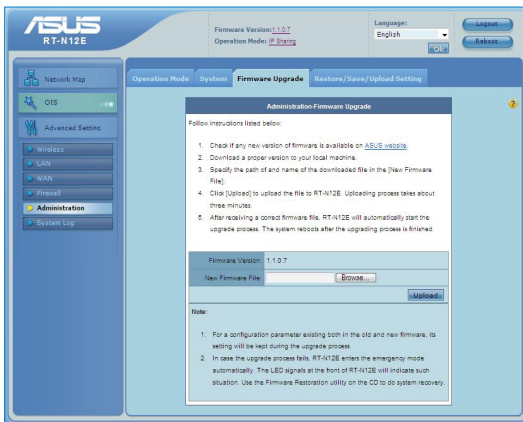 ASUS
RT-N12E
Firmware Version:1.1.0.7
Operation Mode: IP Sharing
Language:
English
OK
Logout
Reboot
Network Map
OIS
Advanced Setting
Wireless
LAN
WAN
Firewall
Administration
System Log
Operation Mode System Firmware Upgrade Restore/Save/Upload Setting
Administration-Firmware Upgrade
Follow instructions listed below:
1. Check if any new version of firmware is available on ASUS website.
2. Download a proper version to your local machine.
3. Specify the path of and name of the downloaded file in the [New Firmware
File].
4. Click [Upload] to upload the file to RT-N12E. Uploading process takes about
three minutes.
5. After receiving a correct firmware file, RT-N12E will automatically start the
upgrade process. The system reboots after the upgrading process is finished.
Firmware Version: 1.1.0.7
New Firmware File: Browse...
Upload
Note:
1. For a configuration parameter existing both in the old and new firmware, its
setting will be kept during the upgrade process.
2. In case the upgrade process fails, RT-N12E enters the emergency mode
automatically. The LED signals at the front of RT-N12E will indicate such
situation. Use the Firmware Restoration utility on the CD to do system recovery.
?